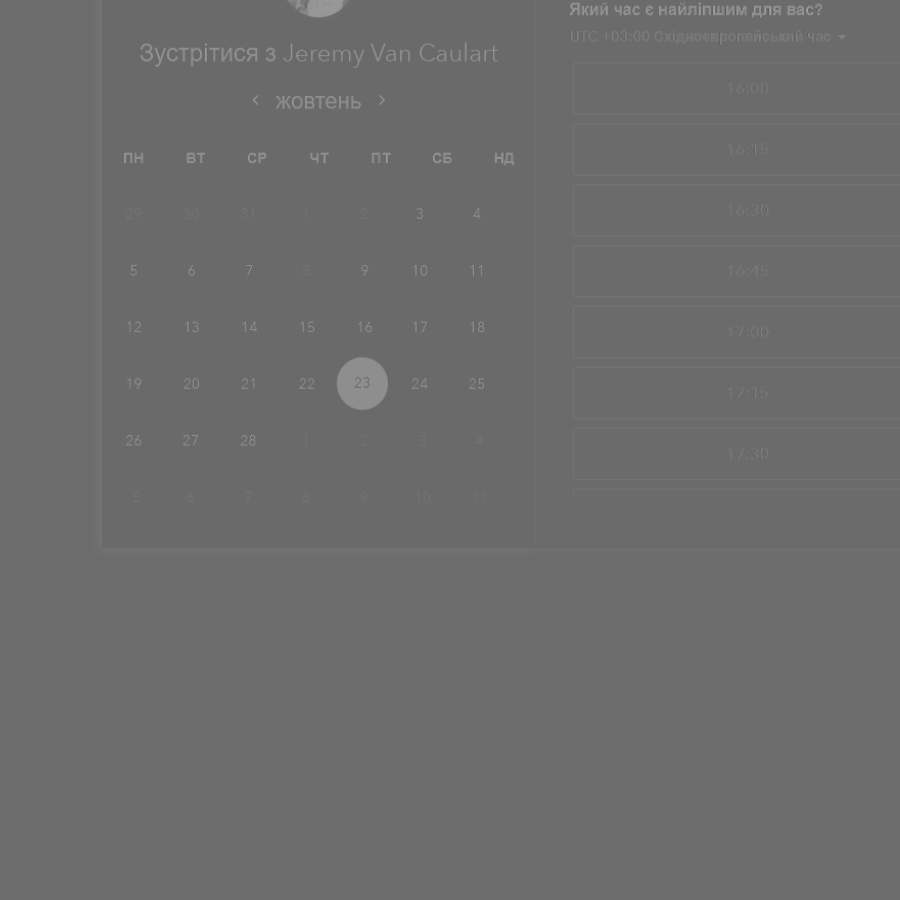 Зустрітися з Jeremy Van Caulart
жовтень
ПН ВТ СР ЧТ ПТ СБ НД
29 30 31 1 2 3 4
5 6 7 8 9 10 11
12 13 14 15 16 17 18
19 20 21 22 23 24 25
26 27 28 1 2 3 4
5 6 7 8 9 10 11
Який час є найліпшим для вас?
UTC +03:00 Східноєвропейський час
16:00
16:15
16:30
16:45
17:00
17:15
17:30